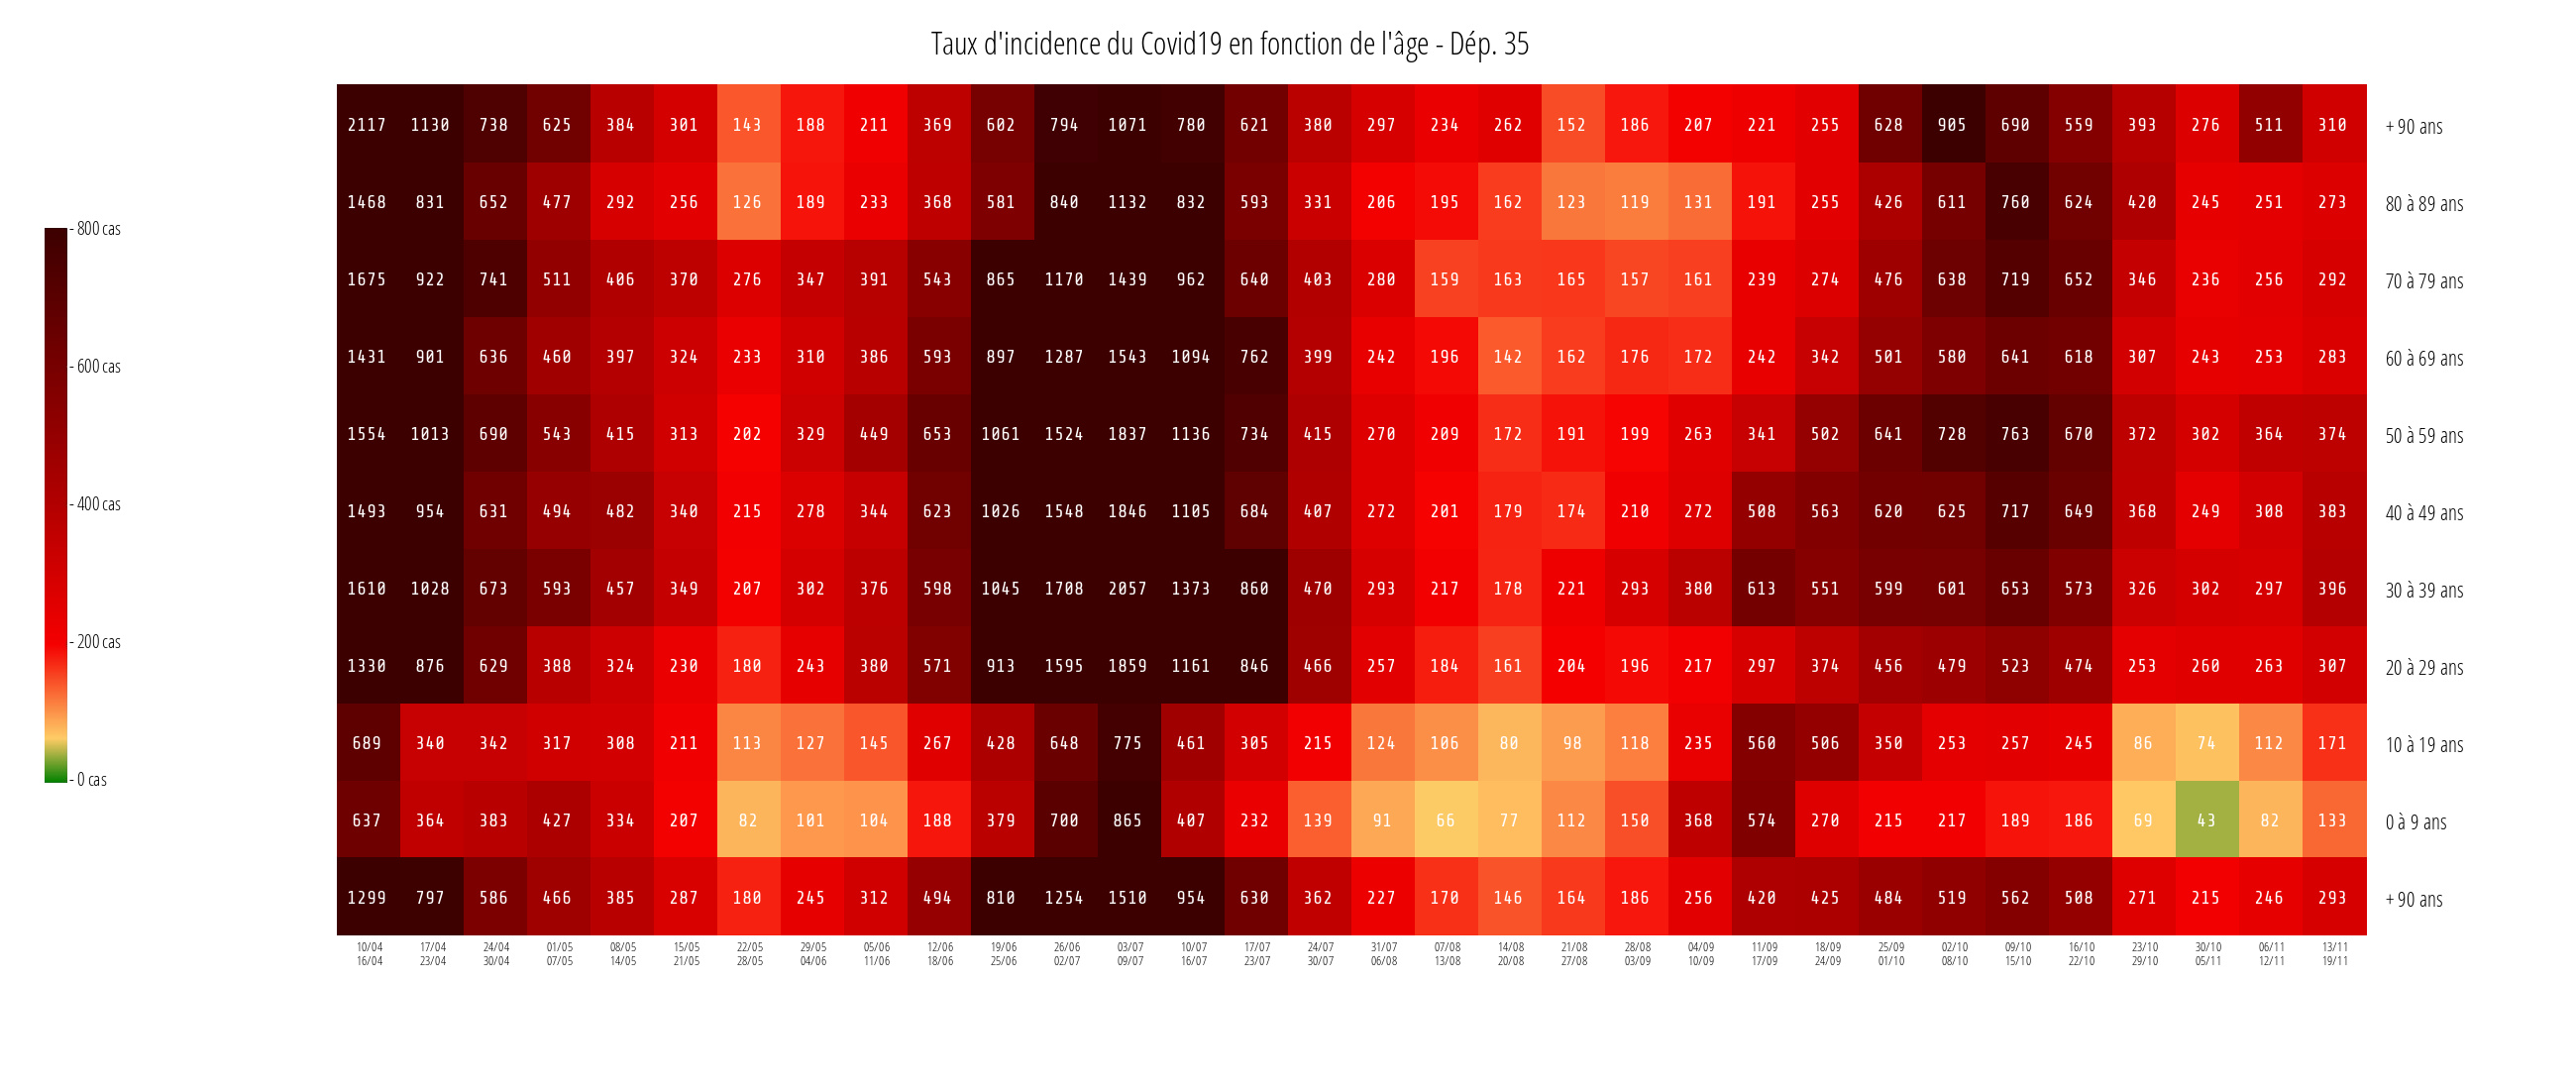 Taux d'incidence du Covid19 en fonction de l'âge - Dép. 35
- 800 cas
- 600 cas
- 400 cas
- 200 cas
- 0 cas
2117 1130 738 625 384 301 143 188 211 369 602 794 1071 780 621 380 297 234 262 152 186 207 221 255 628 905 690 559 393 276 511 310 + 90 ans
1468 831 652 477 292 256 126 189 233 368 581 840 1132 832 593 331 206 195 162 123 119 131 191 255 426 611 760 624 420 245 251 273 80 à 89 ans
1675 922 741 511 406 370 276 347 391 543 865 1170 1439 962 640 403 280 159 163 165 157 161 239 274 476 638 719 652 346 236 256 292 70 à 79 ans
1431 901 636 460 397 324 233 310 386 593 897 1287 1543 1094 762 399 242 196 142 162 176 172 242 342 501 580 641 618 307 243 253 283 60 à 69 ans
1554 1013 690 543 415 313 202 329 449 653 1061 1524 1837 1136 734 415 270 209 172 191 199 263 341 502 641 728 763 670 372 302 364 374 50 à 59 ans
1493 954 631 494 482 340 215 278 344 623 1026 1548 1846 1105 684 407 272 201 179 174 210 272 508 563 620 625 717 649 368 249 308 383 40 à 49 ans
1610 1028 673 593 457 349 207 302 376 598 1045 1708 2057 1373 860 470 293 217 178 221 293 380 613 551 599 601 653 573 326 302 297 396 30 à 39 ans
1330 876 629 388 324 230 180 243 380 571 913 1595 1859 1161 846 466 257 184 161 204 196 217 297 374 456 479 523 474 253 260 263 307 20 à 29 ans
689 340 342 317 308 211 113 127 145 267 428 648 775 461 305 215 124 106 80 98 118 235 560 506 350 253 257 245 86 74 112 171 10 à 19 ans
637 364 383 427 334 207 82 101 104 188 379 700 865 407 232 139 91 66 77 112 150 368 574 270 215 217 189 186 69 43 82 133 0 à 9 ans
1299 797 586 466 385 287 180 245 312 494 810 1254 1510 954 630 362 227 170 146 164 186 256 420 425 484 519 562 508 271 215 246 293 + 90 ans
10/04 17/04 24/04 01/05 08/05 15/05 22/05 29/05 05/06 12/06 19/06 26/06 03/07 10/07 17/07 24/07 31/07 07/08 14/08 21/08 28/08 04/09 11/09 18/09 25/09 02/10 09/10 16/10 23/10 30/10 06/11 13/11
16/04 23/04 30/04 07/05 14/05 21/05 28/05 04/06 11/06 18/06 25/06 02/07 09/07 16/07 23/07 30/07 06/08 13/08 20/08 27/08 03/09 10/09 17/09 24/09 01/10 08/10 15/10 22/10 29/10 05/11 12/11 19/11